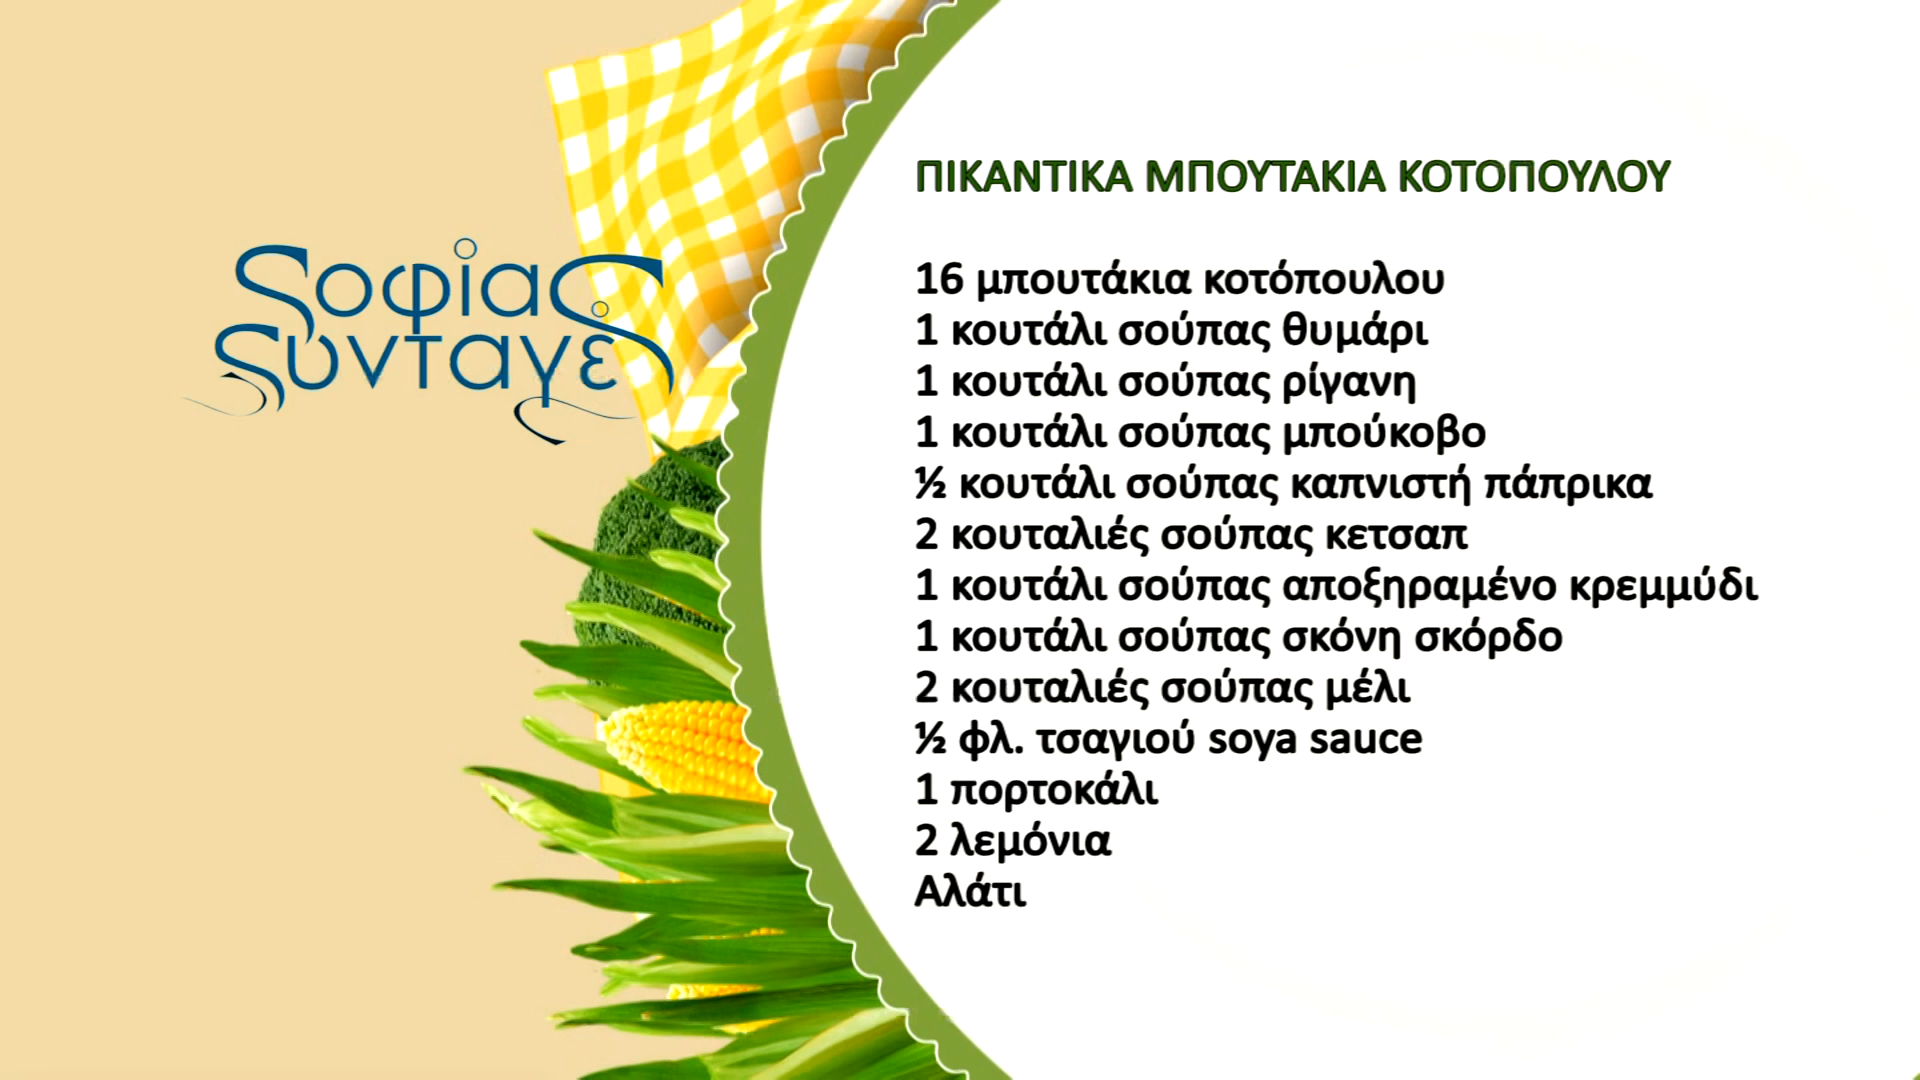 Σοφίας
Συνταγές
ΠΙΚΑΝΤΙΚΑ ΜΠΟΥΤΑΚΙΑ ΚΟΤΟΠΟΥΛΟΥ
16 μπουτάκια κοτόπουλου
1 κουτάλι σούπας θυμάρι
1 κουτάλι σούπας ρίγανη
1 κουτάλι σούπας μπούκοβο
½ κουτάλι σούπας καπνιστή πάπρικα
2 κουταλιές σούπας κετσαπ
1 κουτάλι σούπας αποξηραμένο κρεμμύδι
1 κουτάλι σούπας σκόνη σκόρδο
2 κουταλιές σούπας μέλι
½ φλ. τσαγιού soya sauce
1 πορτοκάλι
2 λεμόνια
Αλάτι